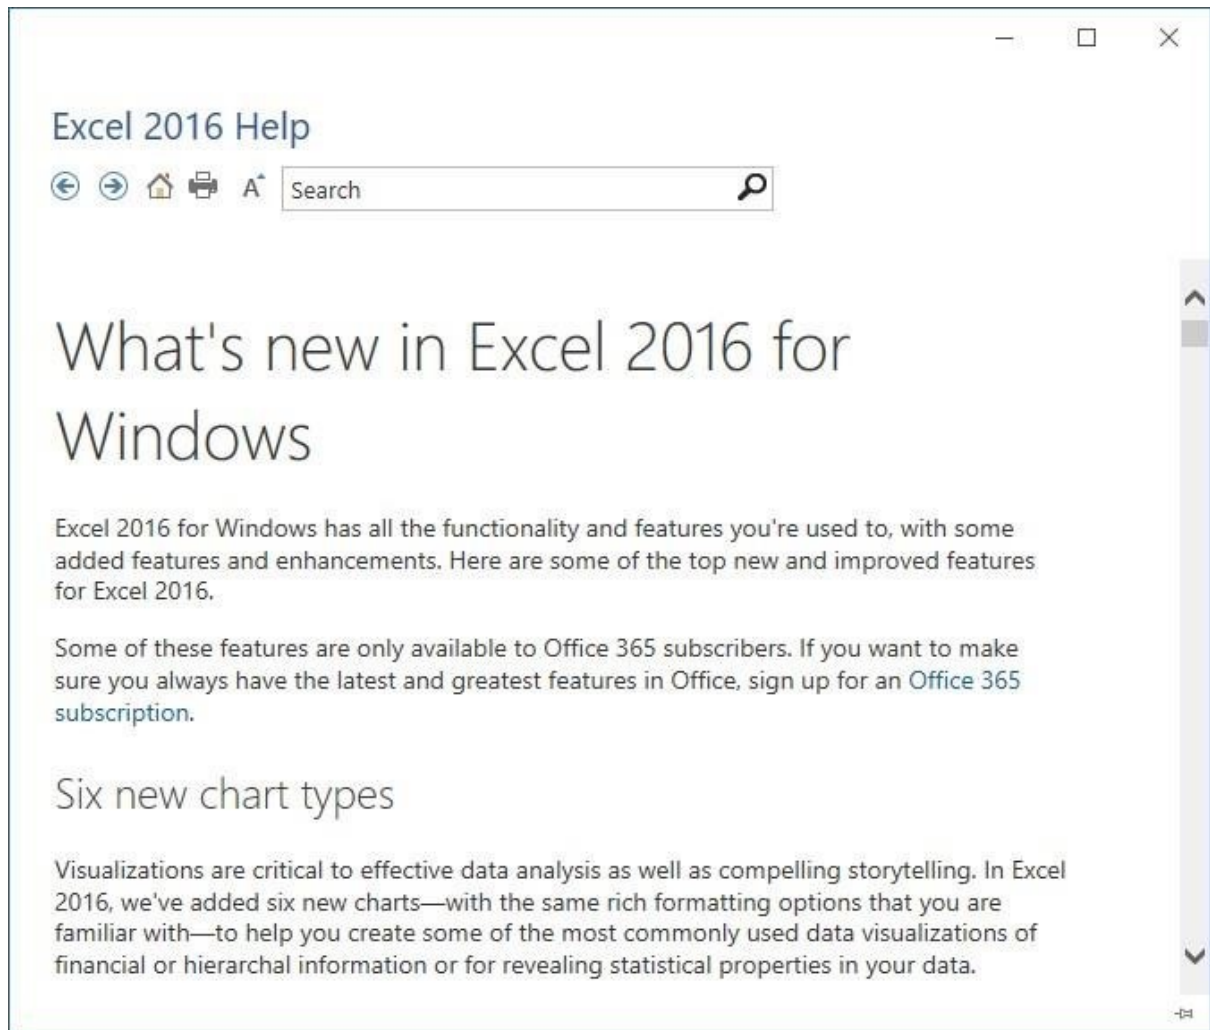 Excel 2016 Help
Search
What's new in Excel 2016 for
Windows
Excel 2016 for Windows has all the functionality and features you're used to, with some
added features and enhancements. Here are some of the top new and improved features
for Excel 2016.
Some of these features are only available to Office 365 subscribers. If you want to make
sure you always have the latest and greatest features in Office, sign up for an Office 365
subscription.
Six new chart types
Visualizations are critical to effective data analysis as well as compelling storytelling. In Excel
2016, we've added six new charts—with the same rich formatting options that you are
familiar with—to help you create some of the most commonly used data visualizations of
financial or hierarchal information or for revealing statistical properties in your data.